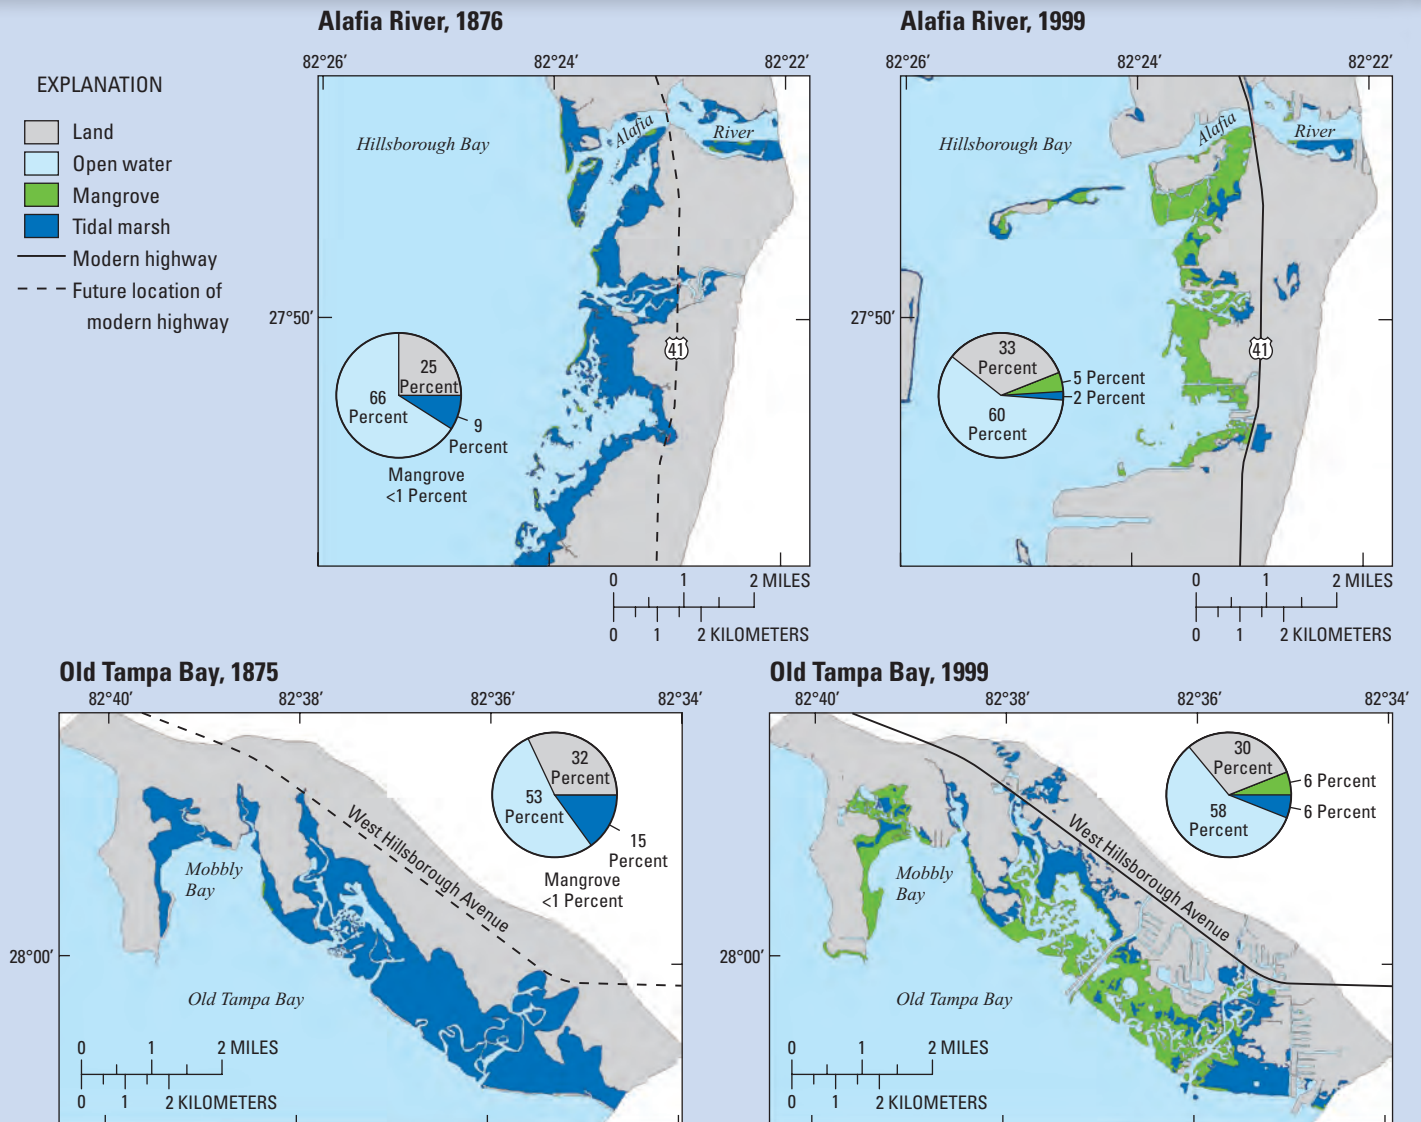 Alafia River, 1876
82°26′ 82°24′ 82°22′
Alafia River, 1999
82°26′ 82°24′ 82°22′
EXPLANATION
Land
Open water
Mangrove
Tidal marsh
Modern highway
Future location of
modern highway
Hillsborough Bay
Alafia
River
27°50′
41
25
Percent
66
Percent
9
Percent
Mangrove
<1 Percent
0 1 2 MILES
0 1 2 KILOMETERS
Hillsborough Bay
Alafia
River
27°50′
41
33
Percent
5 Percent
2 Percent
60
Percent
0 1 2 MILES
0 1 2 KILOMETERS
Old Tampa Bay, 1875
82°40′ 82°38′ 82°36′ 82°34′
32
Percent
53
Percent
15
Percent
Mangrove
<1 Percent
West Hillsborough Avenue
Mobbly
Bay
28°00′
Old Tampa Bay
0 1 2 MILES
0 1 2 KILOMETERS
Old Tampa Bay, 1999
82°40′ 82°38′ 82°36′ 82°34′
30
Percent
6 Percent
6 Percent
58
Percent
West Hillsborough Avenue
Mobbly
Bay
28°00′
Old Tampa Bay
0 1 2 MILES
0 1 2 KILOMETERS